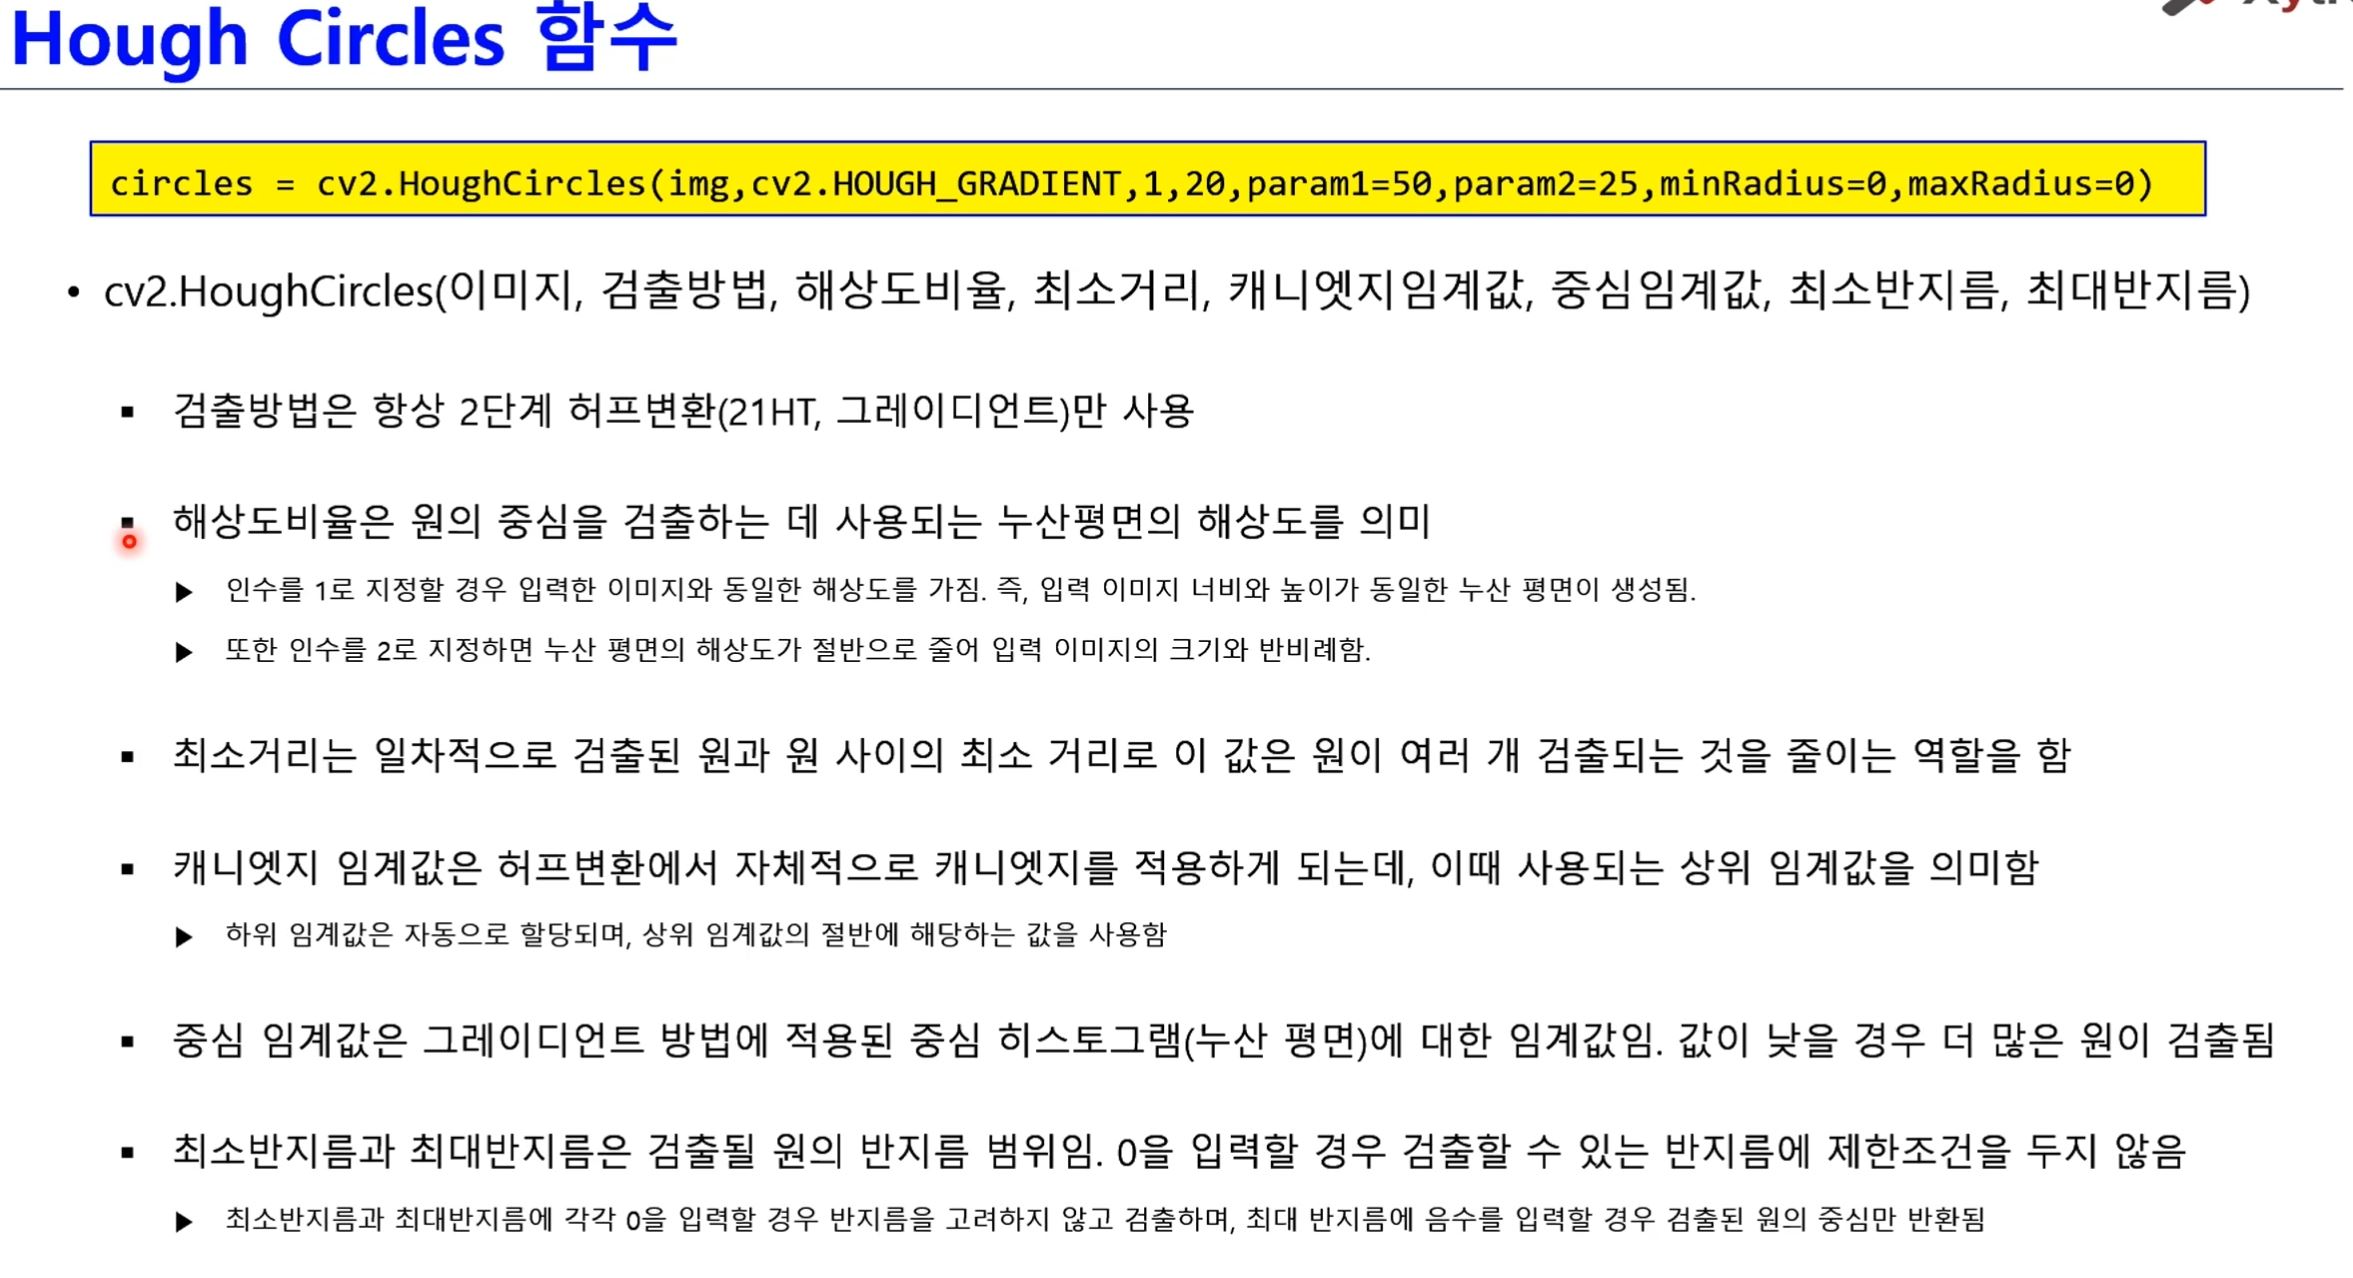 Hough Circles 함수
circles = cv2.HoughCircles(img,cv2.HOUGH_GRADIENT,1,20,param1=50,param2=25,minRadius=0,maxRadius=0)
• cv2.HoughCircles(이미지, 검출방법, 해상도비율, 최소거리, 캐니엣지임계값, 중심임계값, 최소반지름, 최대반지름)
▪ 검출방법은 항상 2단계 허프변환(21HT, 그레이디언트)만 사용
▪ 해상도비율은 원의 중심을 검출하는 데 사용되는 누산평면의 해상도를 의미
▶ 인수를 1로 지정할 경우 입력한 이미지와 동일한 해상도를 가짐. 즉, 입력 이미지 너비와 높이가 동일한 누산 평면이 생성됨.
▶ 또한 인수를 2로 지정하면 누산 평면의 해상도가 절반으로 줄어 입력 이미지의 크기와 반비례함.
▪ 최소거리는 일차적으로 검출된 원과 원 사이의 최소 거리로 이 값은 원이 여러 개 검출되는 것을 줄이는 역할을 함
▪ 캐니엣지 임계값은 허프변환에서 자체적으로 캐니엣지를 적용하게 되는데, 이때 사용되는 상위 임계값을 의미함
▶ 하위 임계값은 자동으로 할당되며, 상위 임계값의 절반에 해당하는 값을 사용함
▪ 중심 임계값은 그레이디언트 방법에 적용된 중심 히스토그램(누산 평면)에 대한 임계값임. 값이 낮을 경우 더 많은 원이 검출됨
▪ 최소반지름과 최대반지름은 검출될 원의 반지름 범위임. 0을 입력할 경우 검출할 수 있는 반지름에 제한조건을 두지 않음
▶ 최소반지름과 최대반지름에 각각 0을 입력할 경우 반지름을 고려하지 않고 검출하며, 최대 반지름에 음수를 입력할 경우 검출된 원의 중심만 반환됨